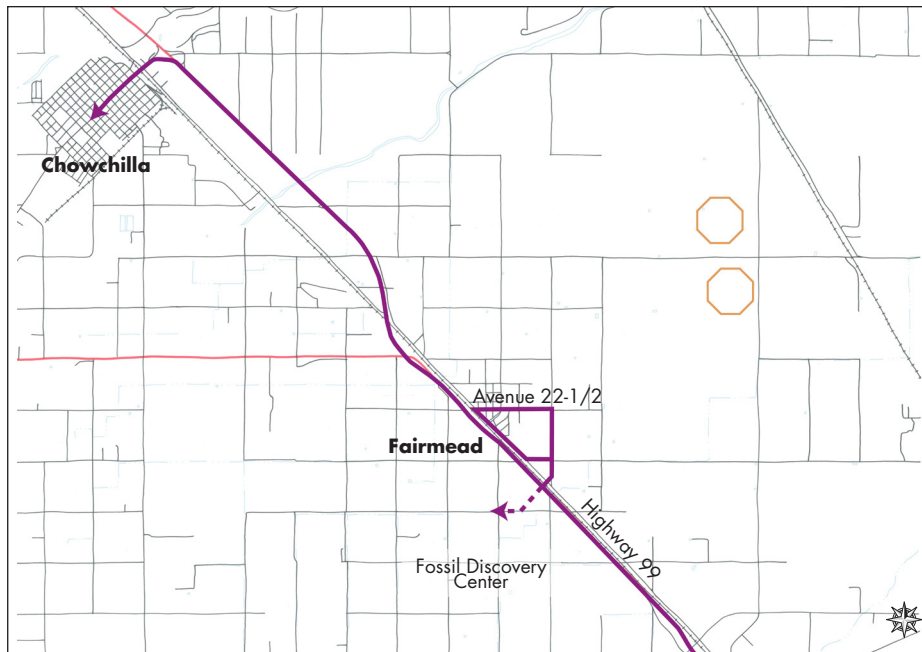 Chowchilla
Avenue 22-1/2
Fairmead
Highway 99
Fossil Discovery
Center